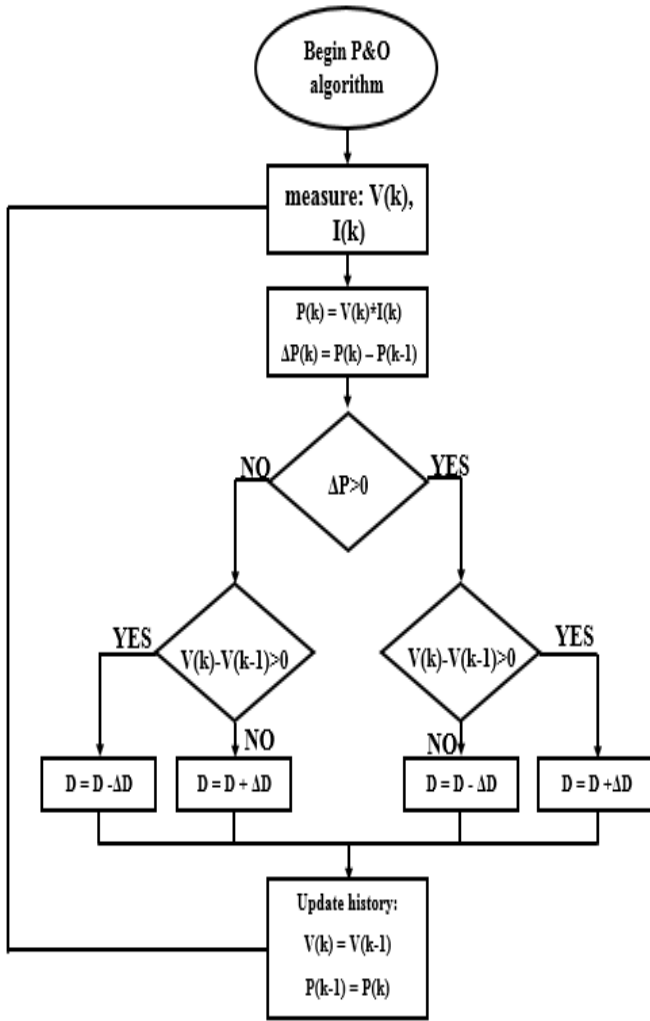 Begin P&O
algorithm
measure: V(k),
I(k)
P(k) = V(k)*I(k)
ΔP(k) = P(k) – P(k-1)
NO
YES
ΔP>0
YES
V(k)-V(k-1)>0
NO
V(k)-V(k-1)>0
YES
NO
D = D -ΔD
D = D + ΔD
D = D - ΔD
D = D +ΔD
Update history:
V(k) = V(k-1)
P(k-1) = P(k)